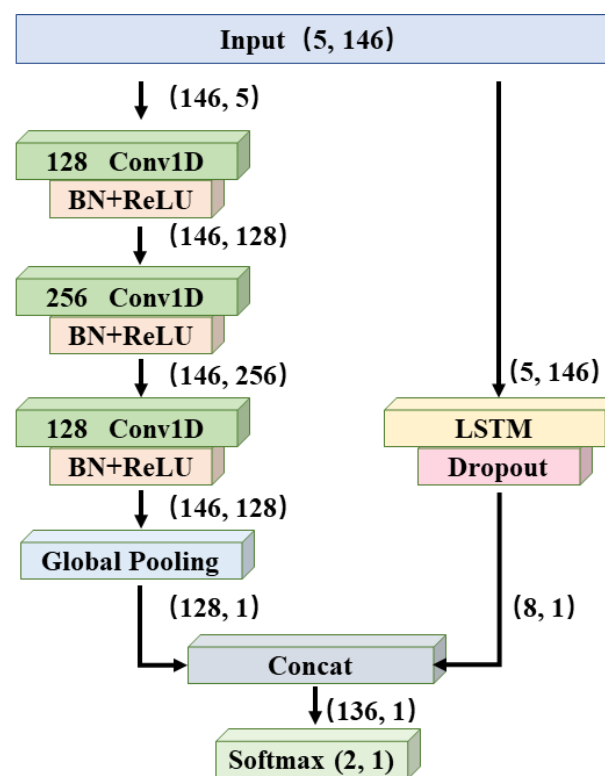 Input (5, 146)
(146, 5)
128 Conv1D
BN+ReLU
(146, 128)
256 Conv1D
BN+ReLU
(146, 256)
128 Conv1D
BN+ReLU
(146, 128)
Global Pooling
(128, 1)
(5, 146)
LSTM
Dropout
(8, 1)
Concat
(136, 1)
Softmax (2, 1)